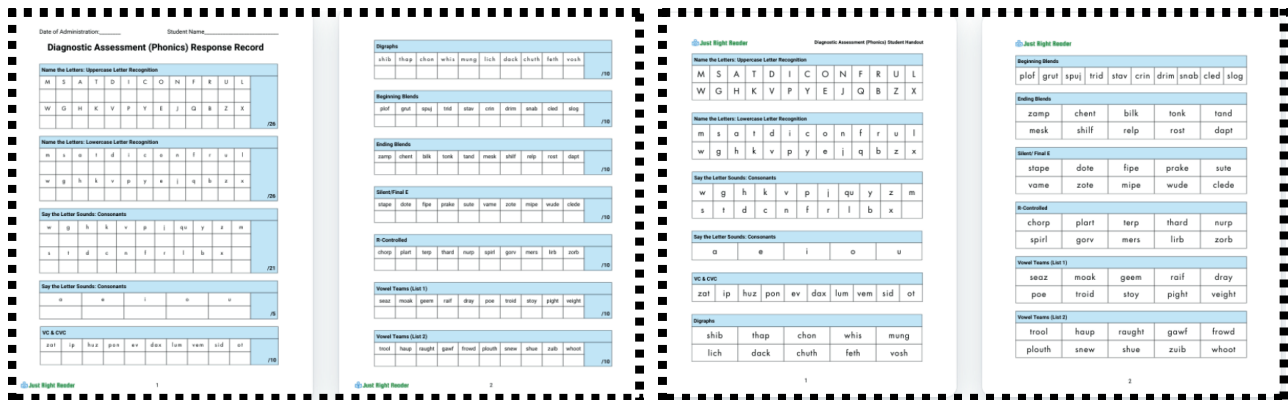 Date of Administration:_______ Student Name_______________________
Diagnostic Assessment (Phonics) Response Record
Name the Letters: Uppercase Letter Recognition
M S A T D I C O N F R U L
W G H K V P Y E J Q B Z X
/26
Name the Letters: Lowercase Letter Recognition
m s a t d i c o n f r u l
w g h k v p y e j q b z x
/26
Say the Letter Sounds: Consonants
w g h k v p j qu y z m
s t d c n f r l b x
/21
Say the Letter Sounds: Consonants
a e i o u
/5
VC & CVC
zat ip huz pon ev dax lum vem sid ot
/10
Just Right Reader
1
Digraphs
shib thap chon whis mung lich dack chuth feth vosh
/10
Beginning Blends
plof grut spuj trid stav crin drim snab cled slog
/10
Ending Blends
zamp chent bilk tonk tand mesk shilf relp rost dapt
/10
Silent/Final E
stape dote fipe prake sute vame zote mipe wude clede
/10
R-Controlled
chorp plart terp thard nurp spirl gorv mers lirb zorb
/10
Vowel Teams (List 1)
seaz moak geem raif dray poe troid stoy pight veight
/10
Vowel Teams (List 2)
trool haup raught gawf frowd plouth snew shue zuib whoot
/10
Just Right Reader
2
Just Right Reader
Diagnostic Assessment (Phonics) Student Handout
Name the Letters: Uppercase Letter Recognition
M S A T D I C O N F R U L
W G H K V P Y E J Q B Z X
Name the Letters: Lowercase Letter Recognition
m s a t d i c o n f r u l
w g h k v p y e j q b z x
Say the Letter Sounds: Consonants
w g h k v p j qu y z m
s t d c n f r l b x
Say the Letter Sounds: Consonants
a e i o u
VC & CVC
zat ip huz pon ev dax lum vem sid ot
Digraphs
shib thap chon whis mung
lich dack chuth feth vosh
1
Just Right Reader
Beginning Blends
plof grut spuj trid stav crin drim snab cled slog
Ending Blends
zamp chent bilk tonk tand
mesk shilf relp rost dapt
Silent/ Final E
stape dote fipe prake sute
vame zote mipe wude clede
R-Controlled
chorp plart terp thard nurp
spirl gorv mers lirb zorb
Vowel Teams (List 1)
seaz moak geem raif dray
poe troid stoy pight veight
Vowel Teams (List 2)
trool haup raught gawf frowd
plouth snew shue zuib whoot
2